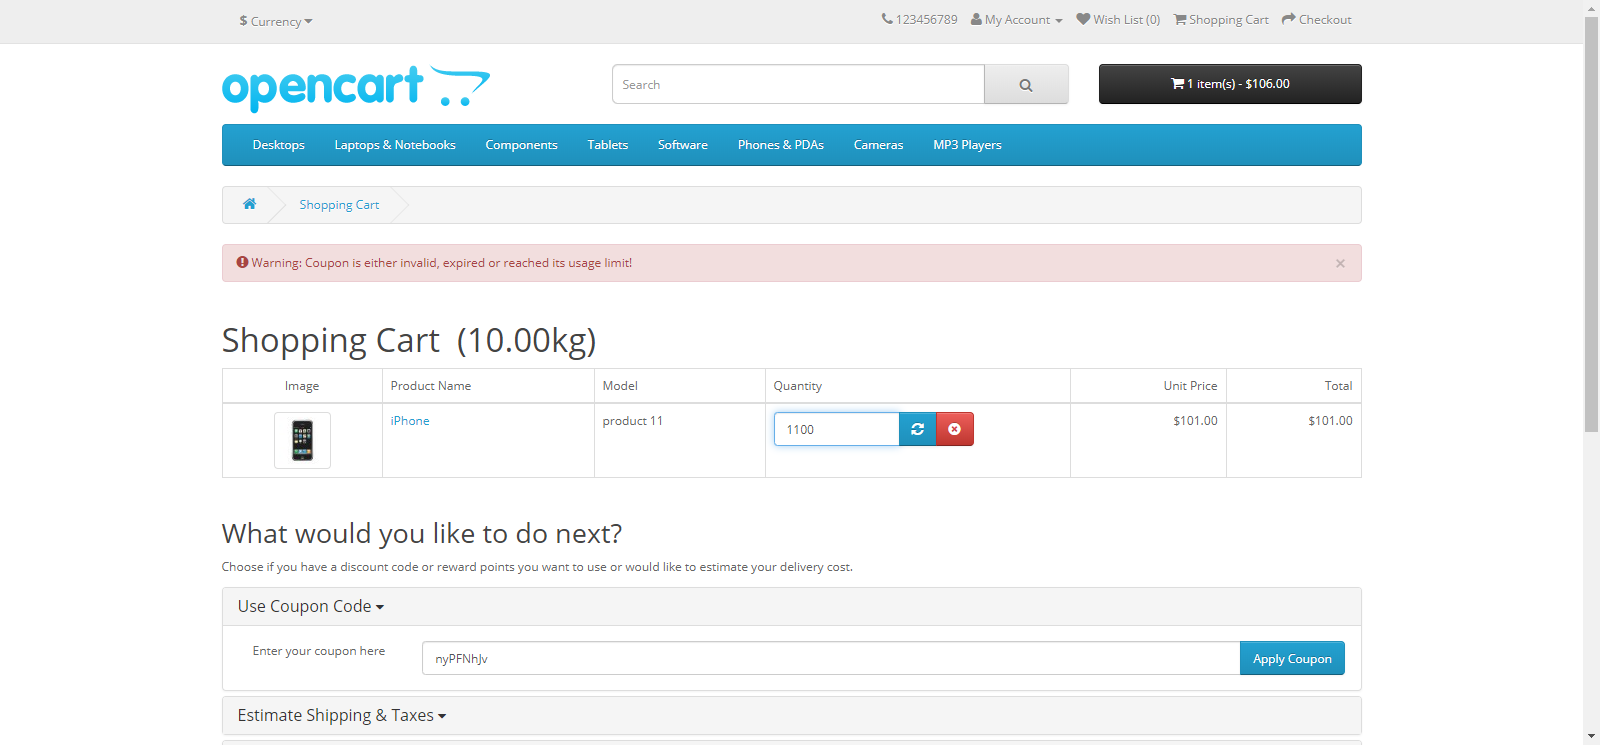 $ Currency
123456789 My Account Wish List (0) Shopping Cart Checkout
opencart
Search
1 item(s) - $106.00
Desktops Laptops & Notebooks Components Tablets Software Phones & PDAs Cameras MP3 Players
Shopping Cart
Warning: Coupon is either invalid, expired or reached its usage limit! ×
Shopping Cart (10.00kg)
Image Product Name Model Quantity Unit Price Total
iPhone product 11 1100 $101.00 $101.00
What would you like to do next?
Choose if you have a discount code or reward points you want to use or would like to estimate your delivery cost.
Use Coupon Code
Enter your coupon here nyPFNhJv Apply Coupon
Estimate Shipping & Taxes